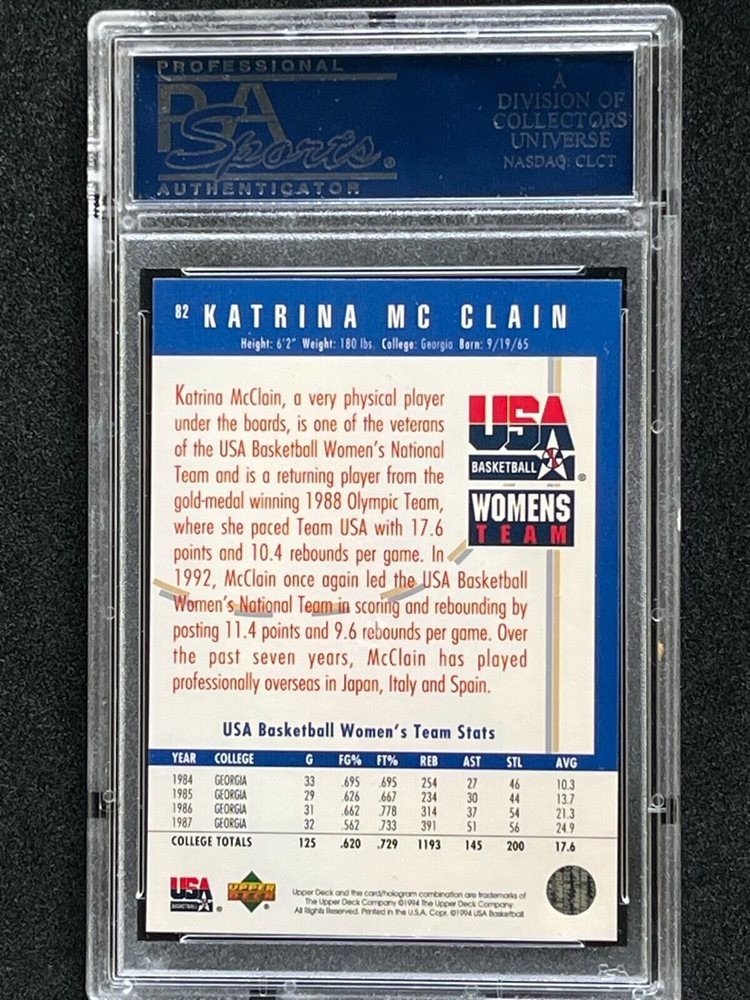 PROFESSIONAL
PSA
Sports®
AUTHENTICATOR
A
DIVISION OF
COLLECTORS
UNIVERSE
NASDAQ: CLCT
82 KATRINA MC CLAIN
Height: 6'2" Weight: 180 lbs. College: Georgia Born: 9/19/65
Katrina McClain, a very physical player
under the boards, is one of the veterans
of the USA Basketball Women's National
Team and is a returning player from the
gold-medal winning 1988 Olympic Team,
where she paced Team USA with 17.6
points and 10.4 rebounds per game. In
1992, McClain once again led the USA Basketball
Women's National Team in scoring and rebounding by
posting 11.4 points and 9.6 rebounds per game. Over
the past seven years, McClain has played
professionally overseas in Japan, Italy and Spain.
USA
BASKETBALL ®
WOMENS
TEAM
USA Basketball Women's Team Stats
YEAR COLLEGE G FG% FT% REB AST STL AVG
1984 GEORGIA 33 .695 .695 254 27 46 10.3
1985 GEORGIA 29 .626 .667 234 30 44 13.7
1986 GEORGIA 31 .662 .778 314 37 54 21.3
1987 GEORGIA 32 .562 .733 391 51 56 24.9
COLLEGE TOTALS 125 .620 .729 1193 145 200 17.6
USA
BASKETBALL
UPPER
DECK
Upper Deck and the card/hologram combination are trademarks of
The Upper Deck Company ©1994 The Upper Deck Company.
All Rights Reserved. Printed in the U.S.A. Copr. ©1994 USA Basketball